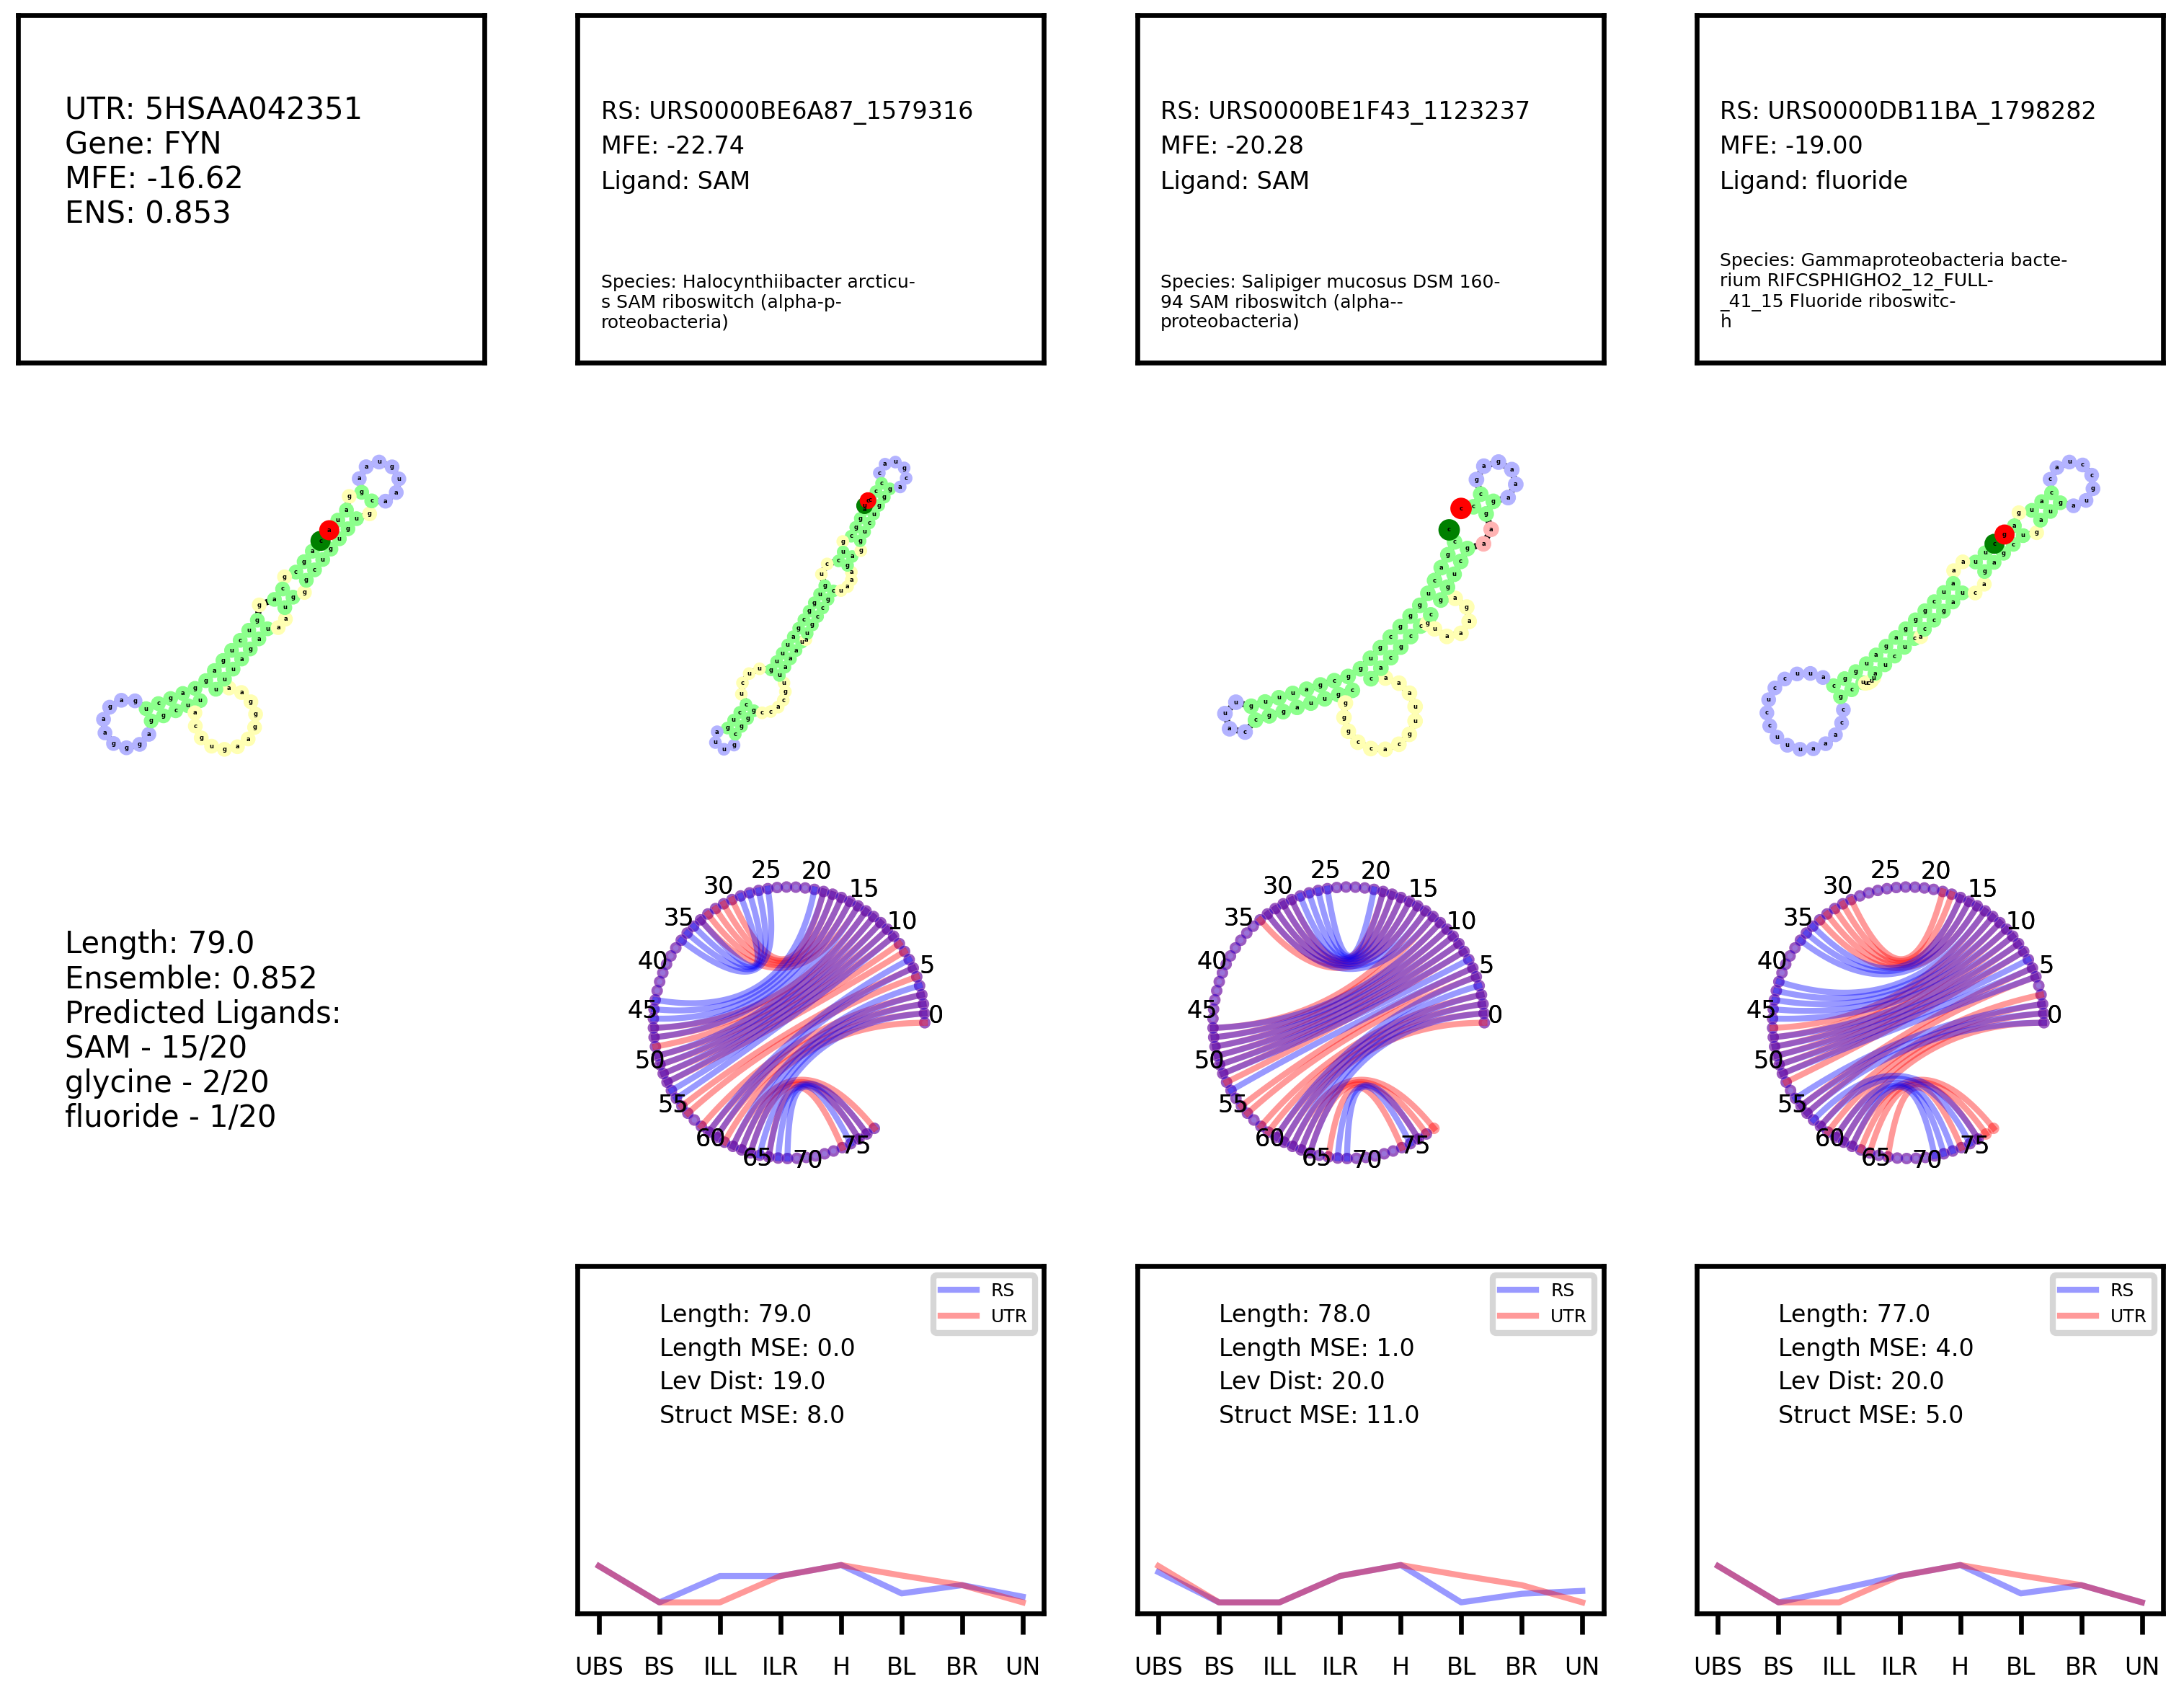 UTR: 5HSAA042351
Gene: FYN
MFE: -16.62
ENS: 0.853
RS: URS0000BE6A87_1579316
MFE: -22.74
Ligand: SAM
Species: Halocynthiibacter arcticu-
s SAM riboswitch (alpha-p-
roteobacteria)
RS: URS0000BE1F43_1123237
MFE: -20.28
Ligand: SAM
Species: Salipiger mucosus DSM 160-
94 SAM riboswitch (alpha--
proteobacteria)
RS: URS0000DB11BA_1798282
MFE: -19.00
Ligand: fluoride
Species: Gammaproteobacteria bacte-
rium RIFCSPHIGHO2_12_FULL-
_41_15 Fluoride riboswitc-
h
Length: 79.0
Ensemble: 0.852
Predicted Ligands:
SAM - 15/20
glycine - 2/20
fluoride - 1/20
0
5
10
15
20
25
30
35
40
45
50
55
60
65
70
75
0
5
10
15
20
25
30
35
40
45
50
55
60
65
70
75
0
5
10
15
20
25
30
35
40
45
50
55
60
65
70
75
Length: 79.0
Length MSE: 0.0
Lev Dist: 19.0
Struct MSE: 8.0
RS
UTR
UBS BS ILL ILR H BL BR UN
Length: 78.0
Length MSE: 1.0
Lev Dist: 20.0
Struct MSE: 11.0
RS
UTR
UBS BS ILL ILR H BL BR UN
Length: 77.0
Length MSE: 4.0
Lev Dist: 20.0
Struct MSE: 5.0
RS
UTR
UBS BS ILL ILR H BL BR UN